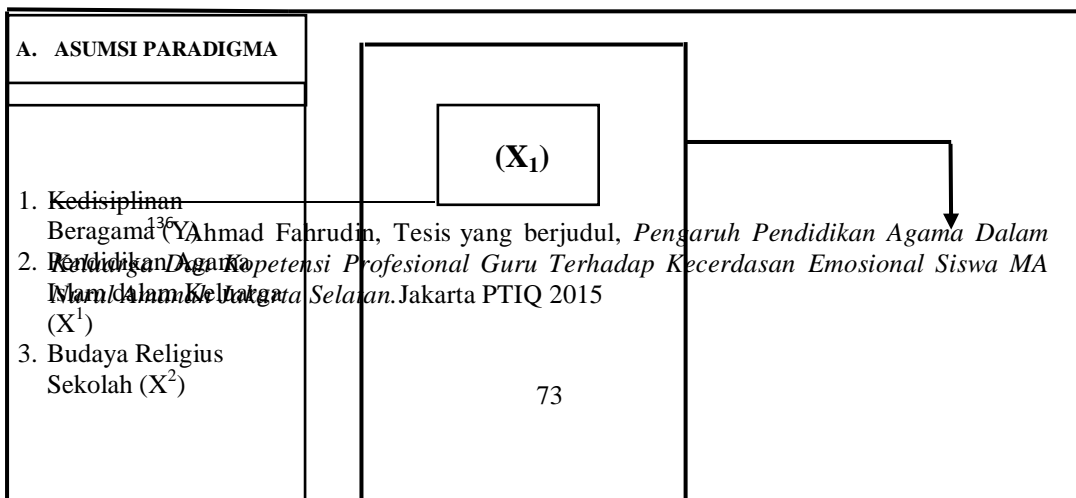 A. ASUMSI PARADIGMA
(X₁)
1. Kedisiplinan
Beragama (Y)
2. Pendidikan Agama
Islam dalam Keluarga
(X¹)
3. Budaya Religius
Sekolah (X²)
¹³⁶ Ahmad Fahrudin, Tesis yang berjudul, Pengaruh Pendidikan Agama Dalam
Keluarga Dan Kopetensi Profesional Guru Terhadap Kecerdasan Emosional Siswa MA
Nurul Amanah Jakarta Selatan. Jakarta PTIQ 2015
73